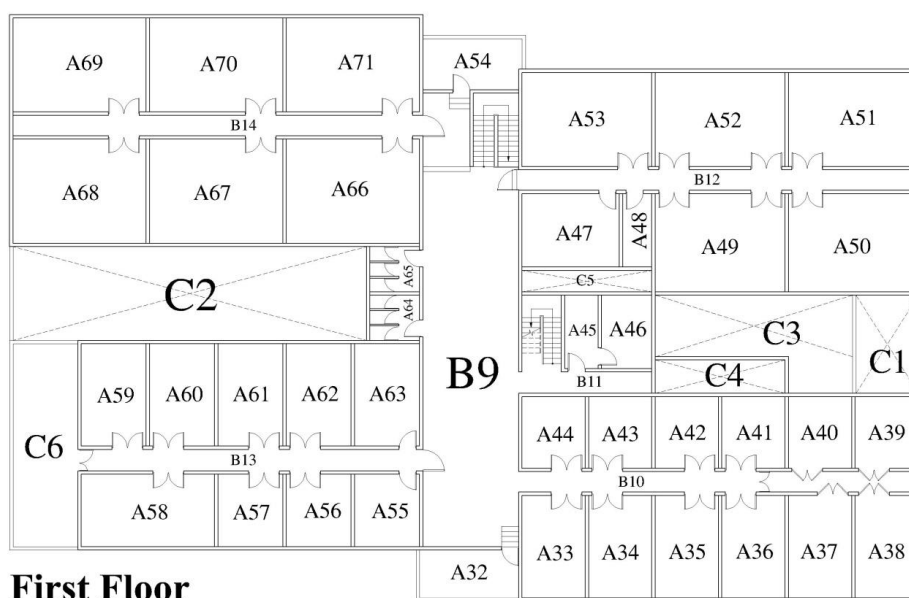 A69 A70 A71 A54
A53 A52 A51
B14
B12
A68 A67 A66
A47 A48 A49 A50
C2 A65 C5
A64 A45 A46 C3
C1
B9 B11 C4
A59 A60 A61 A62 A63
A44 A43 A42 A41 A40 A39
C6 B13
B10
A58 A57 A56 A55
A33 A34 A35 A36 A37 A38
A32
First Floor